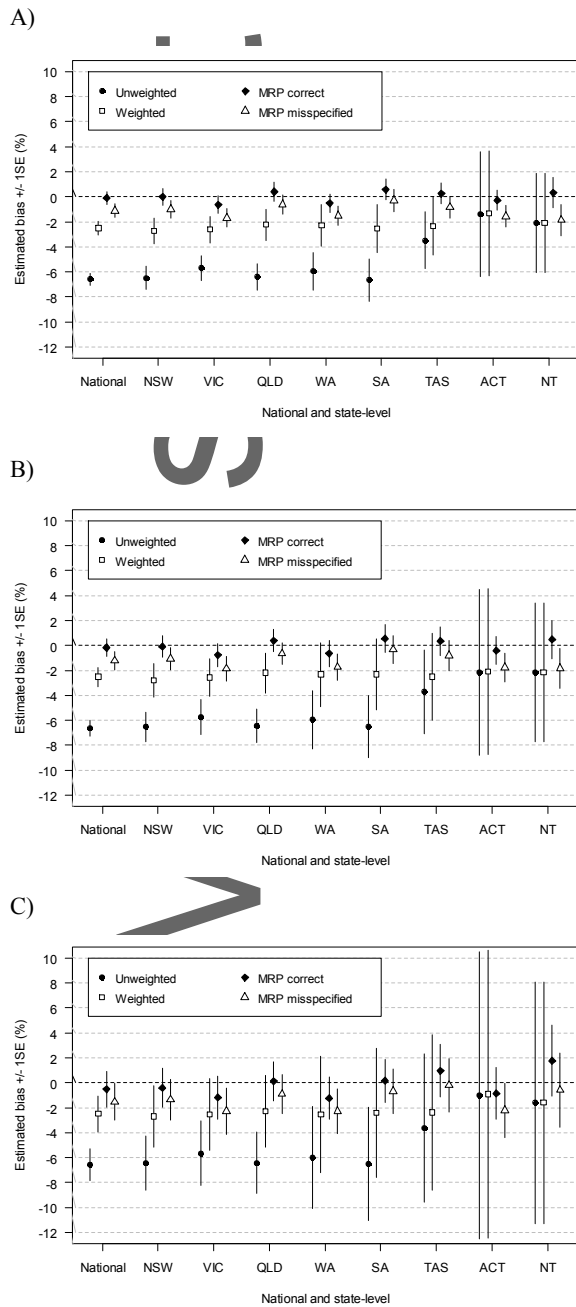 A)
Estimated bias +/- 1SE (%)
10
8
6
4
2
0
-2
-4
-6
-8
-10
-12
Unweighted
Weighted
MRP correct
MRP misspecified
National NSW VIC QLD WA SA TAS ACT NT
National and state-level
B)
Estimated bias +/- 1SE (%)
10
8
6
4
2
0
-2
-4
-6
-8
-10
-12
Unweighted
Weighted
MRP correct
MRP misspecified
National NSW VIC QLD WA SA TAS ACT NT
National and state-level
C)
Estimated bias +/- 1SE (%)
10
8
6
4
2
0
-2
-4
-6
-8
-10
-12
Unweighted
Weighted
MRP correct
MRP misspecified
National NSW VIC QLD WA SA TAS ACT NT
National and state-level